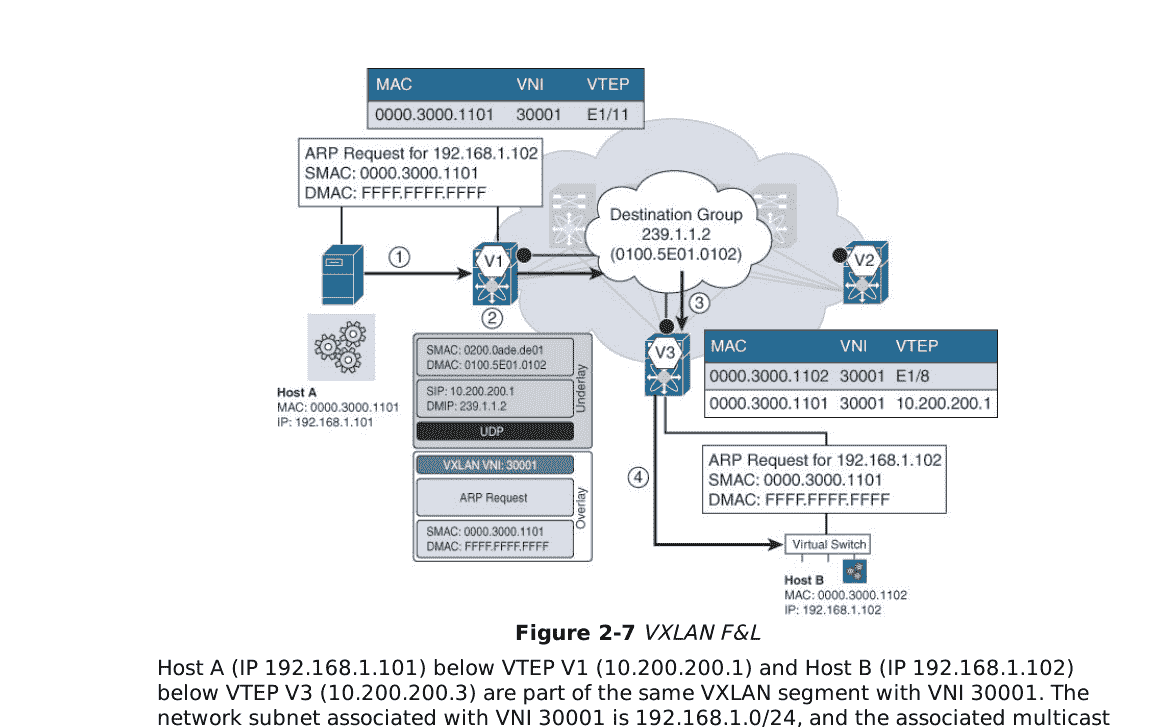 MAC VNI VTEP
0000.3000.1101 30001 E1/11
ARP Request for 192.168.1.102
SMAC: 0000.3000.1101
DMAC: FFFF.FFFF.FFFF
Destination Group
239.1.1.2
(0100.5E01.0102)
1
V1
V2
2
3
SMAC: 0200.0ade.de01
DMAC: 0100.5E01.0102
SIP: 10.200.200.1
DMIP: 239.1.1.2
UDP
Underlay
VXLAN VNI: 30001
ARP Request
SMAC: 0000.3000.1101
DMAC: FFFF.FFFF.FFFF
Overlay
Host A
MAC: 0000.3000.1101
IP: 192.168.1.101
V3
MAC VNI VTEP
0000.3000.1102 30001 E1/8
0000.3000.1101 30001 10.200.200.1
4
ARP Request for 192.168.1.102
SMAC: 0000.3000.1101
DMAC: FFFF.FFFF.FFFF
Virtual Switch
Host B
MAC: 0000.3000.1102
IP: 192.168.1.102
Figure 2-7 VXLAN F&L
Host A (IP 192.168.1.101) below VTEP V1 (10.200.200.1) and Host B (IP 192.168.1.102)
below VTEP V3 (10.200.200.3) are part of the same VXLAN segment with VNI 30001. The
network subnet associated with VNI 30001 is 192.168.1.0/24, and the associated multicast